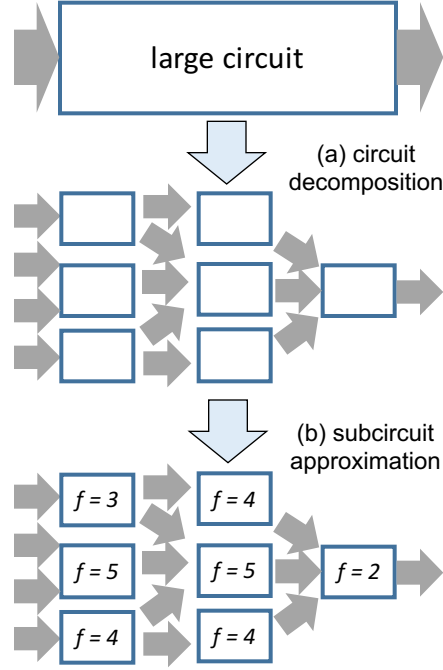 large circuit
(a) circuit
decomposition
(b) subcircuit
approximation
f = 3
f = 4
f = 5
f = 5
f = 2
f = 4
f = 4